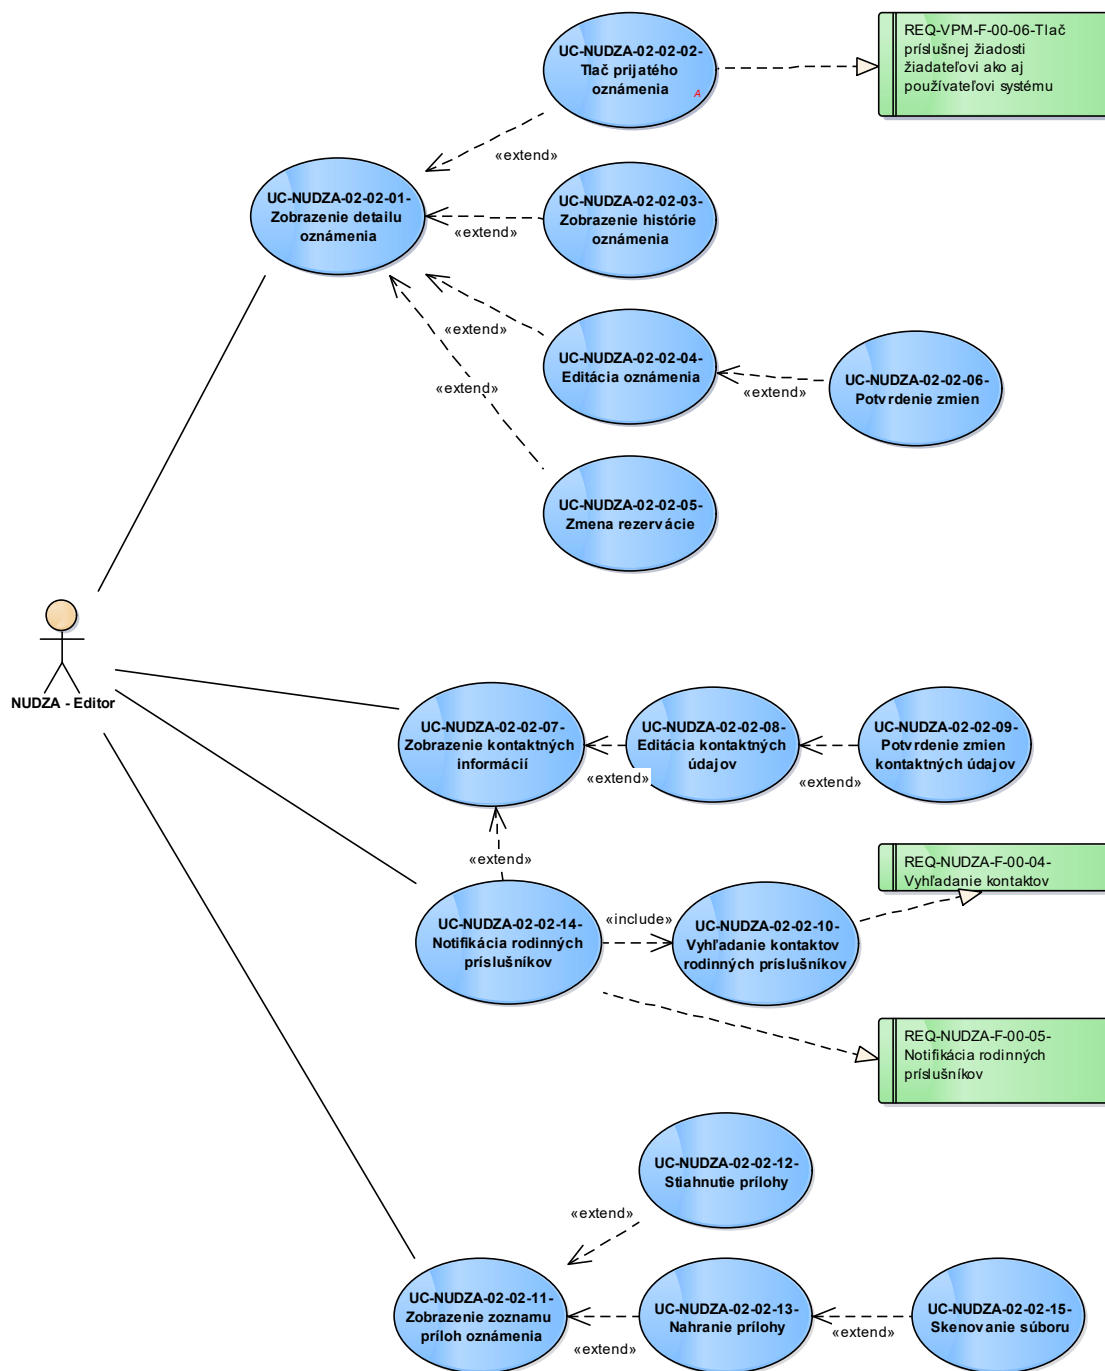 UC-NUDZA-02-02-02-
Tlač prijatého
oznámenia
A
REQ-VPM-F-00-06-Tlač
príslušnej žiadosti
žiadateľovi ako aj
používateľovi systému
«extend»
UC-NUDZA-02-02-01-
Zobrazenie detailu
oznámenia
UC-NUDZA-02-02-03-
Zobrazenie histórie
oznámenia
«extend»
«extend»
UC-NUDZA-02-02-04-
Editácia oznámenia
UC-NUDZA-02-02-06-
Potvrdenie zmien
«extend»
«extend»
UC-NUDZA-02-02-05-
Zmena rezervácie
NUDZA - Editor
UC-NUDZA-02-02-07-
Zobrazenie kontaktných
informácií
UC-NUDZA-02-02-08-
Editácia kontaktných
údajov
UC-NUDZA-02-02-09-
Potvrdenie zmien
kontaktných údajov
«extend»
«extend»
«extend»
REQ-NUDZA-F-00-04-
Vyhľadanie kontaktov
UC-NUDZA-02-02-14-
Notifikácia rodinných
príslušníkov
«include»
UC-NUDZA-02-02-10-
Vyhľadanie kontaktov
rodinných príslušníkov
REQ-NUDZA-F-00-05-
Notifikácia rodinných
príslušníkov
UC-NUDZA-02-02-12-
Stiahnutie prílohy
«extend»
UC-NUDZA-02-02-11-
Zobrazenie zoznamu
príloh oznámenia
UC-NUDZA-02-02-13-
Nahranie prílohy
UC-NUDZA-02-02-15-
Skenovanie súboru
«extend»
«extend»